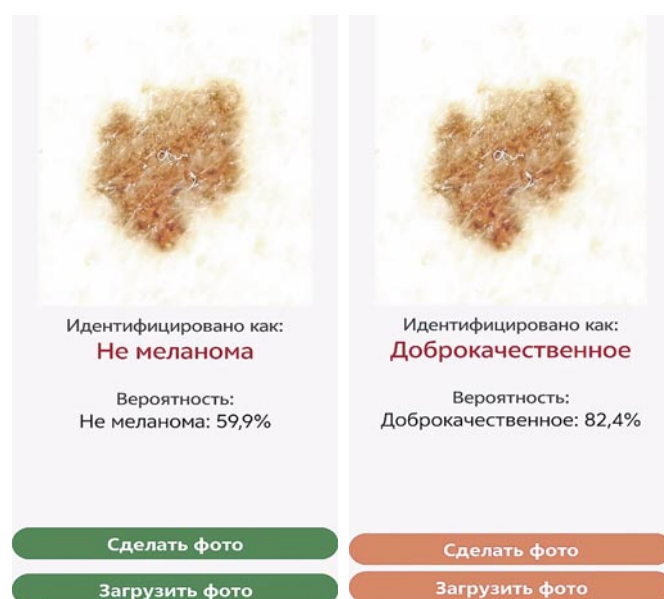 Идентифицировано как:
Не меланома
Вероятность:
Не меланома: 59,9%
Сделать фото
Загрузить фото
Идентифицировано как:
Доброкачественное
Вероятность:
Доброкачественное: 82,4%
Сделать фото
Загрузить фото